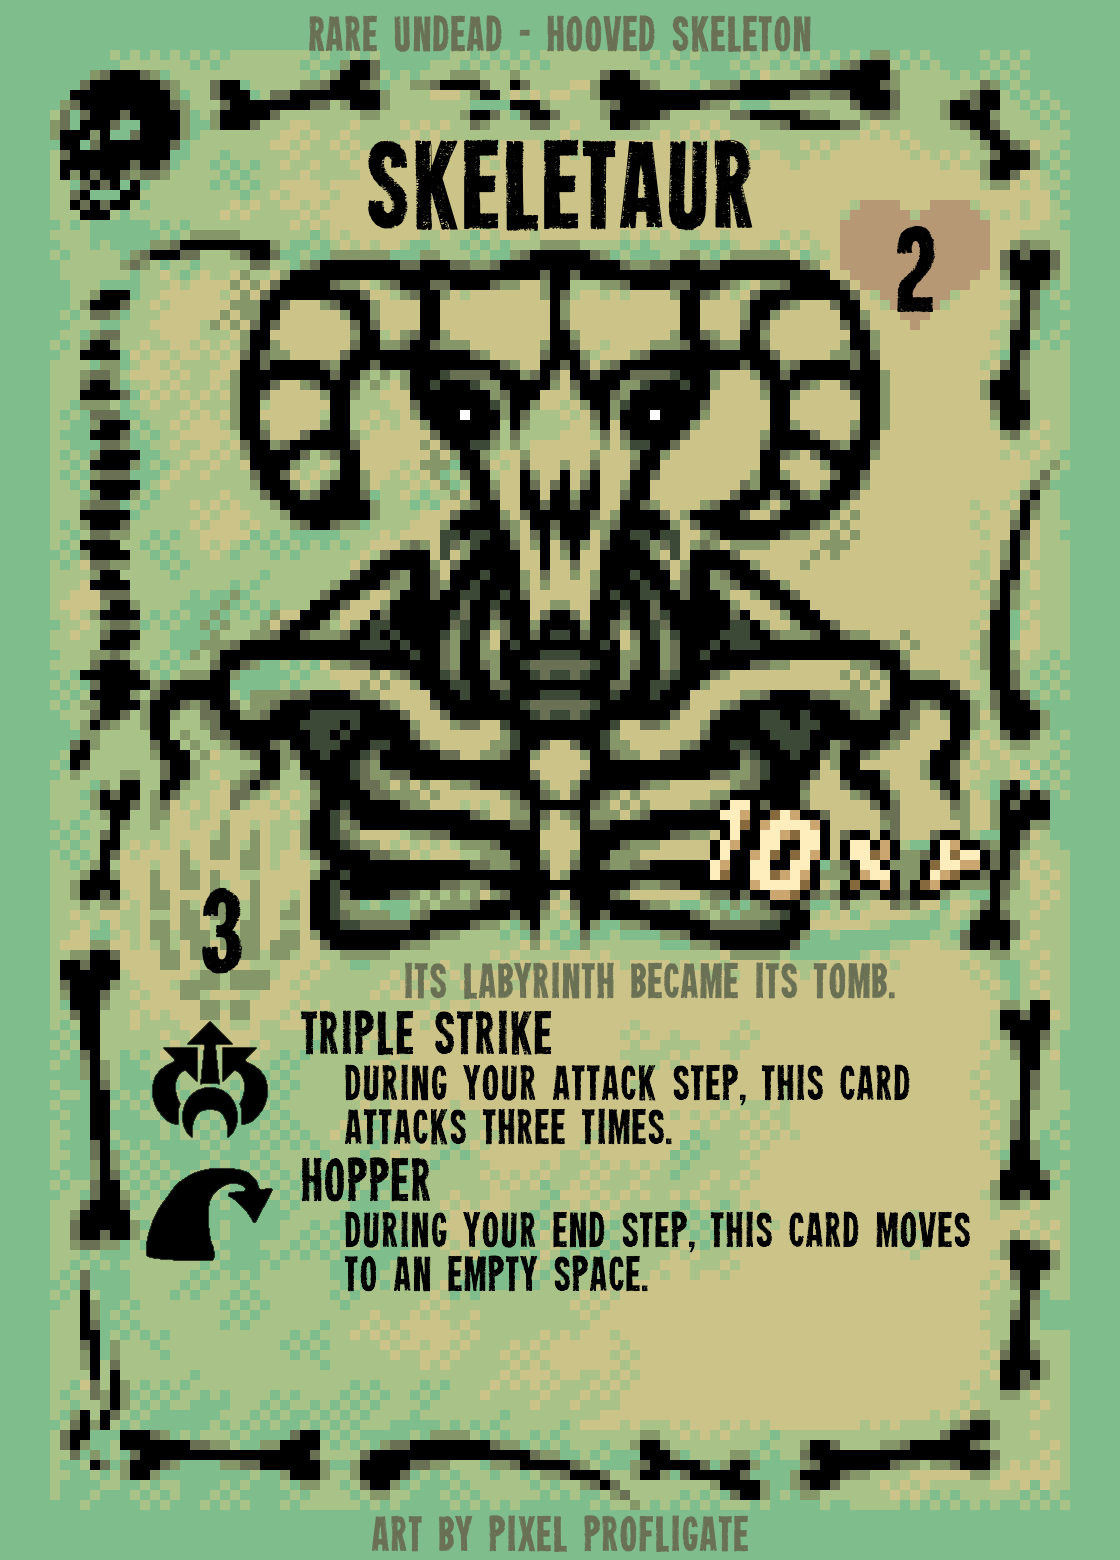 RARE UNDEAD - HOOVED SKELETON
SKELETAUR
2
10 XP
3
ITS LABYRINTH BECAME ITS TOMB.
TRIPLE STRIKE
DURING YOUR ATTACK STEP, THIS CARD
ATTACKS THREE TIMES.
HOPPER
DURING YOUR END STEP, THIS CARD MOVES
TO AN EMPTY SPACE.
ART BY PIXEL PROFLIGATE